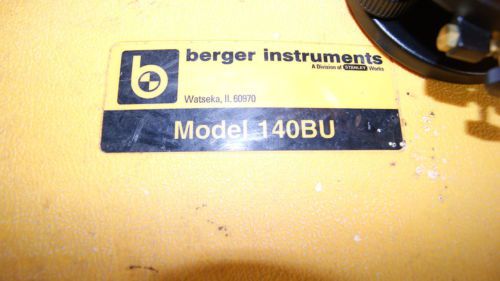 b berger instruments
A Division of STANLEY Works
Watseka, IL 60970
Model 140BU